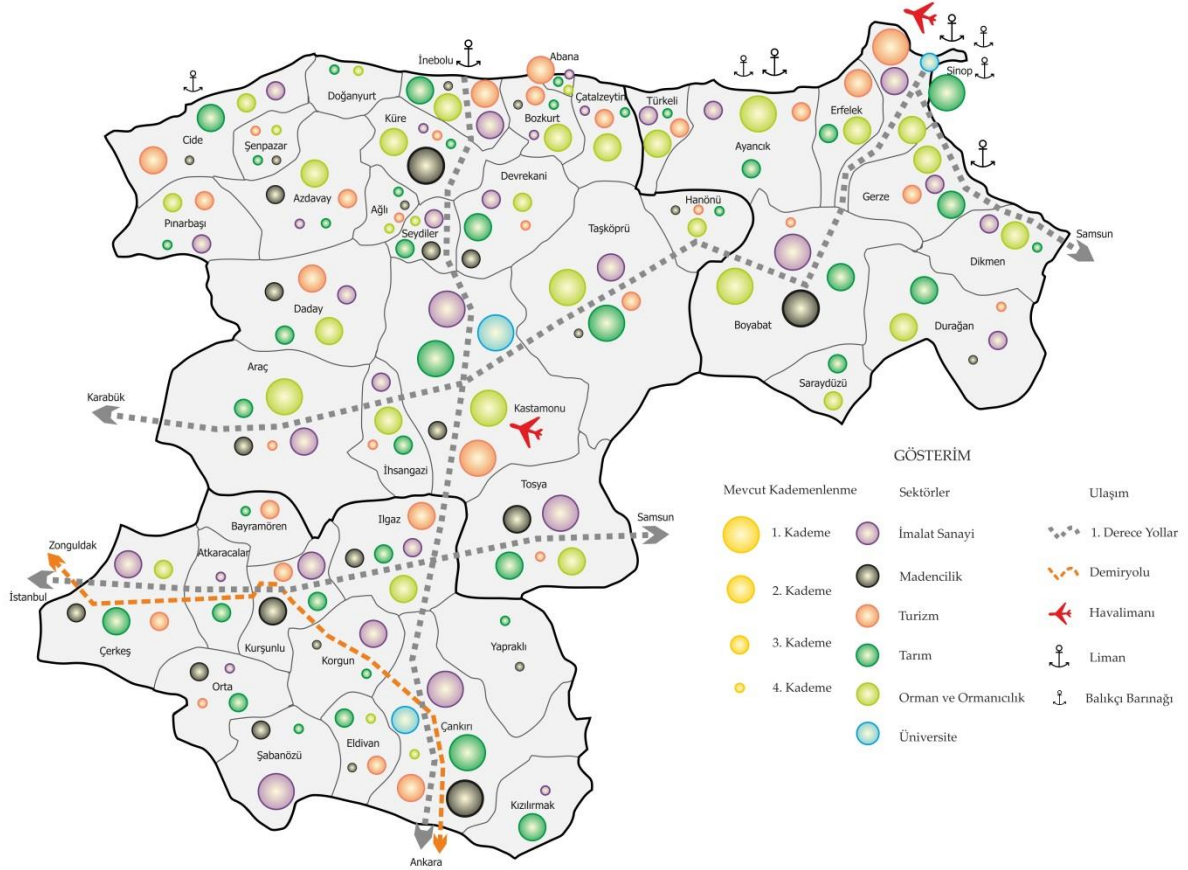 Abana
İnebolu
Sinop
Doğanyurt
Çatalzeytin
Türkeli
Erfelek
Küre
Bozkurt
Cide
Şenpazar
Ayancık
Devrekani
Azdavay
Ağlı
Hanönü
Gerze
Pınarbaşı
Seydiler
Taşköprü
Samsun
Dikmen
Daday
Boyabat
Durağan
Araç
Saraydüzü
Karabük
Kastamonu
İhsangazi
Tosya
Bayramören
Ilgaz
Samsun
Zonguldak
Atkaracalar
İstanbul
Çerkeş
Kurşunlu
Korgun
Yapraklı
Orta
Çankırı
Şabanözü
Eldivan
Kızılırmak
Ankara
GÖSTERİM
Mevcut Kademenlenme
1. Kademe
2. Kademe
3. Kademe
4. Kademe
Sektörler
İmalat Sanayi
Madencilik
Turizm
Tarım
Orman ve Ormanıcılık
Üniversite
Ulaşım
1. Derece Yollar
Demiryolu
Havalimanı
Liman
Balıkçı Barınağı